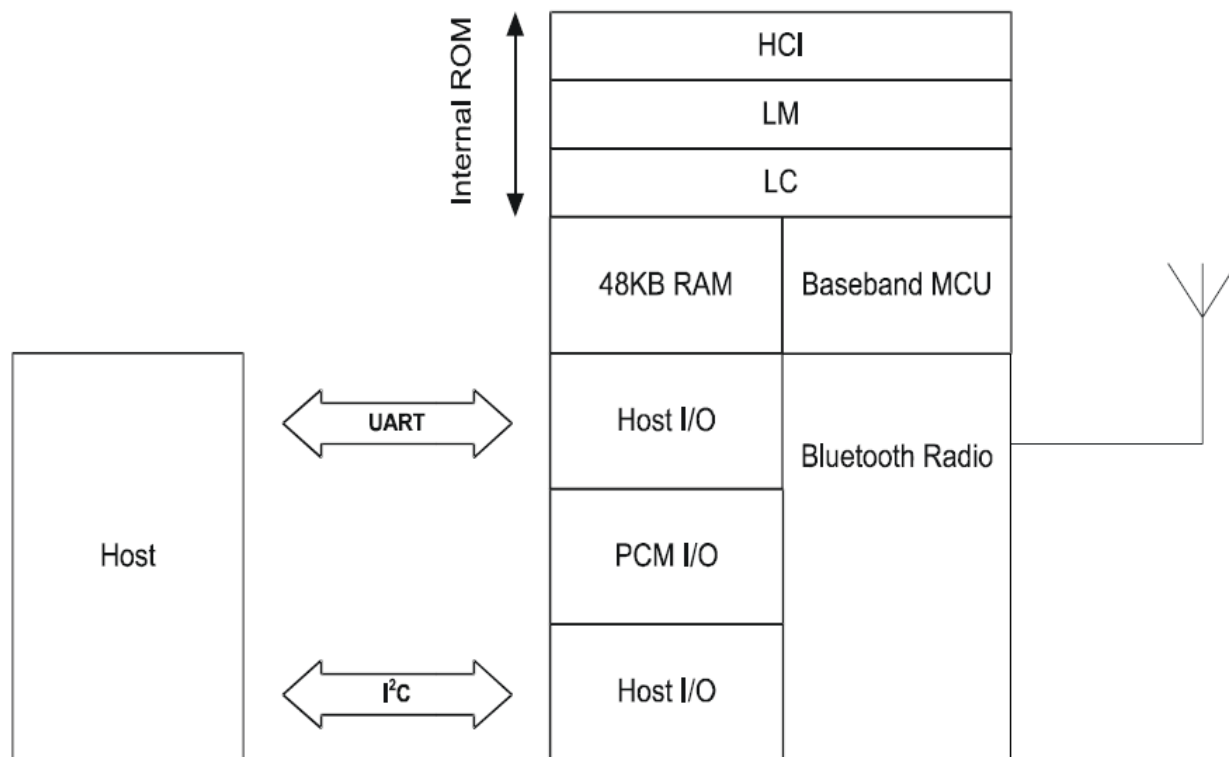 Internal ROM
HCI
LM
LC
48KB RAM
Baseband MCU
UART
Host I/O
Bluetooth Radio
Host
PCM I/O
I²C
Host I/O